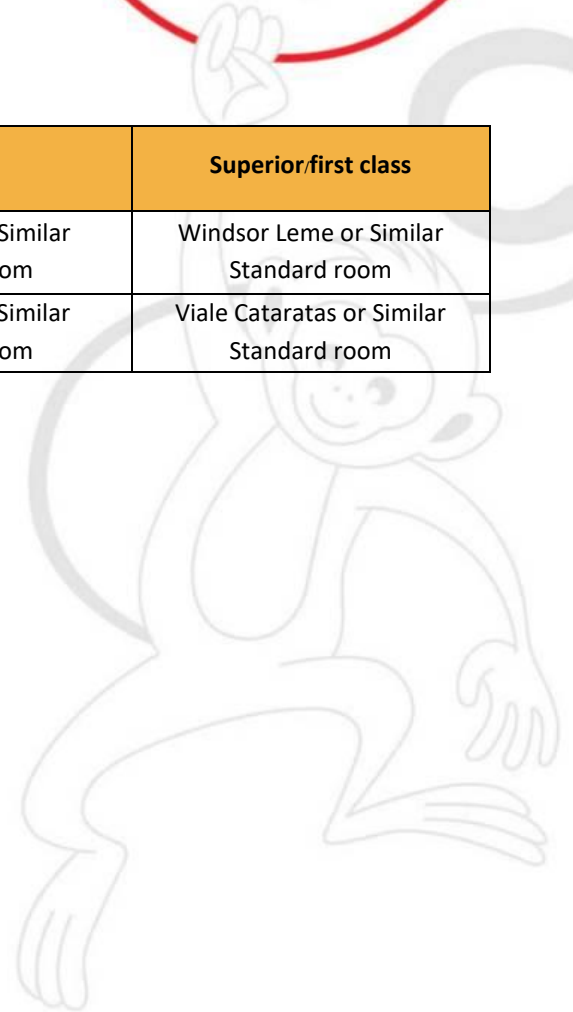 Superior/first class
Similar
Windsor Leme or Similar
Standard room
Similar
Viale Cataratas or Similar
Standard room